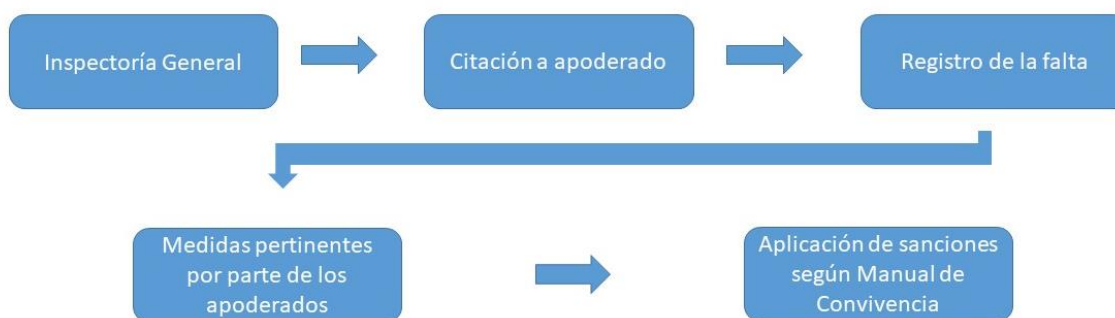 Inspectoría General
Citación a apoderado
Registro de la falta
Medidas pertinentes
por parte de los
apoderados
Aplicación de sanciones
según Manual de
Convivencia